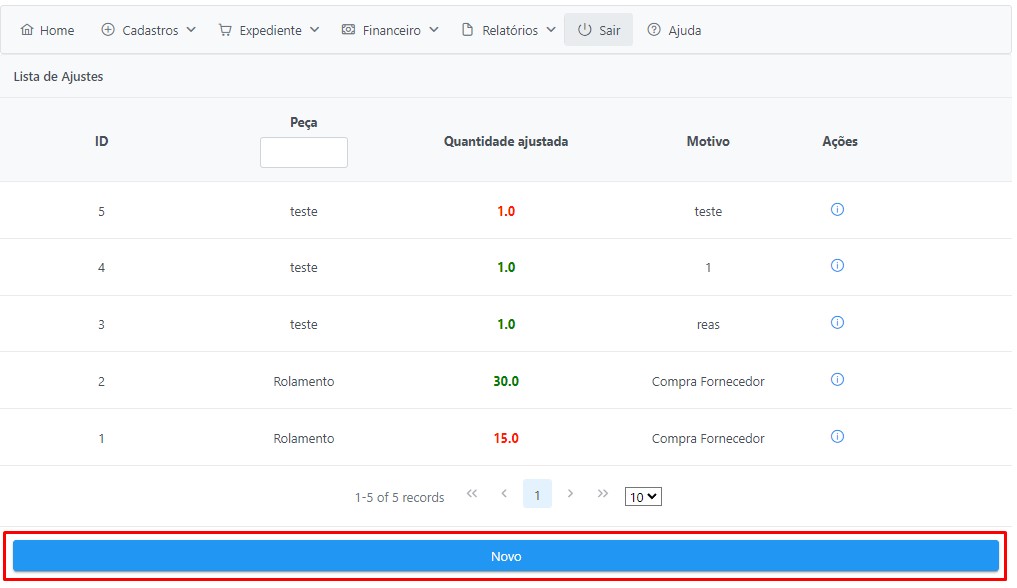 Home Cadastros Expediente Financeiro Relatórios Sair Ajuda
Lista de Ajustes
ID Peça Quantidade ajustada Motivo Ações
5 teste 1.0 teste
4 teste 1.0 1
3 teste 1.0 reas
2 Rolamento 30.0 Compra Fornecedor
1 Rolamento 15.0 Compra Fornecedor
1-5 of 5 records 1 10
Novo